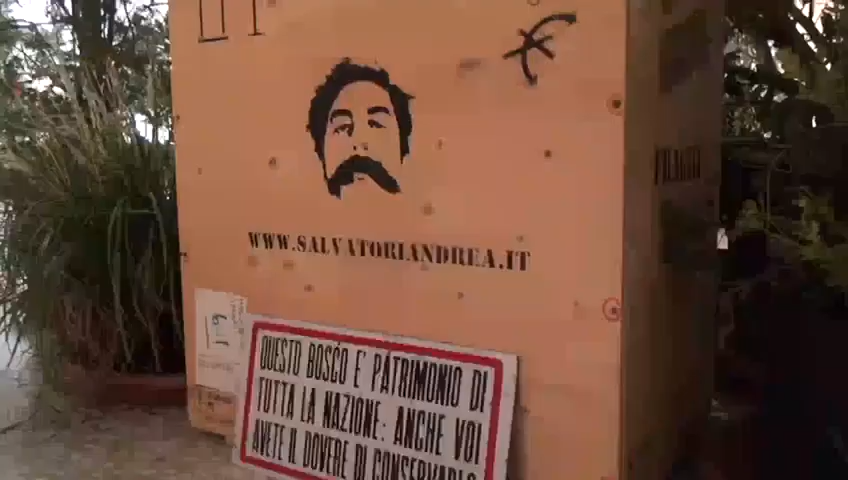 WWW.SALVATORIANDREA.IT
QUESTO BOSCO E' PATRIMONIO DI
TUTTA LA NAZIONE: ANCHE VOI
AVETE IL DOVERE DI CONSERVARLO